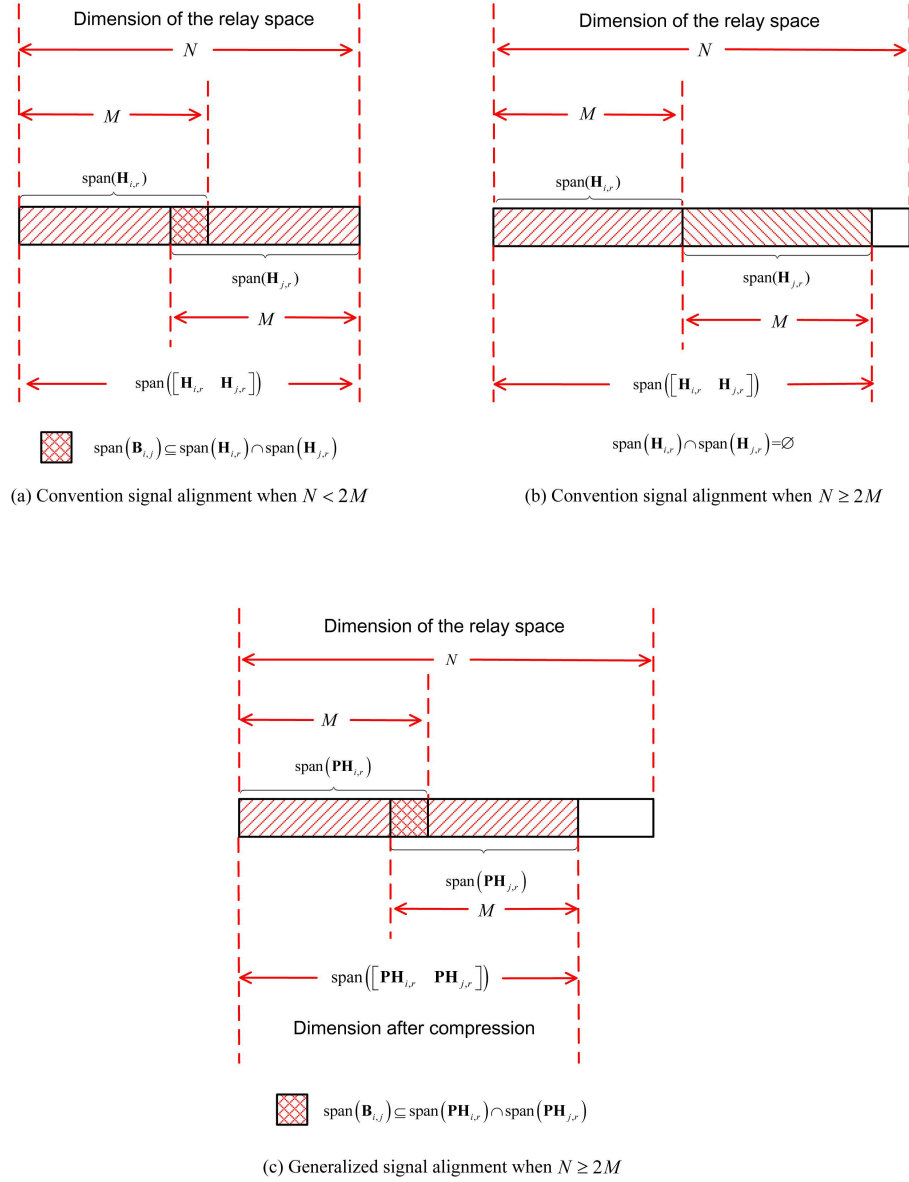 Dimension of the relay space
N
M
span(H_{i,r})
span(H_{j,r})
M
span([H_{i,r} H_{j,r}])
span(B_{i,j}) ⊆ span(H_{i,r}) ∩ span(H_{j,r})
(a) Convention signal alignment when N < 2M
Dimension of the relay space
N
M
span(H_{i,r})
span(H_{j,r})
M
span([H_{i,r} H_{j,r}])
span(H_{i,r}) ∩ span(H_{j,r})=∅
(b) Convention signal alignment when N ≥ 2M
Dimension of the relay space
N
M
span(PH_{i,r})
span(PH_{j,r})
M
span([PH_{i,r} PH_{j,r}])
Dimension after compression
span(B_{i,j}) ⊆ span(PH_{i,r}) ∩ span(PH_{j,r})
(c) Generalized signal alignment when N ≥ 2M